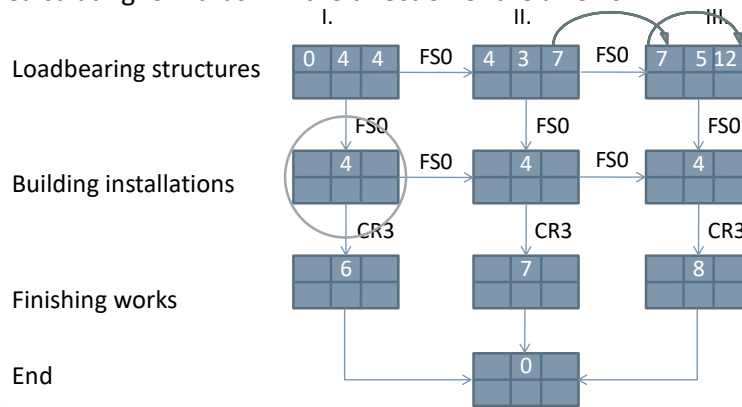 I. II. III.
Loadbearing structures 0 4 4 FS0 4 3 7 FS0 7 5 12
FS0 FS0 FS0
Building installations 4 FS0 4 FS0 4
CR3 CR3 CR3
Finishing works 6 7 8
End 0